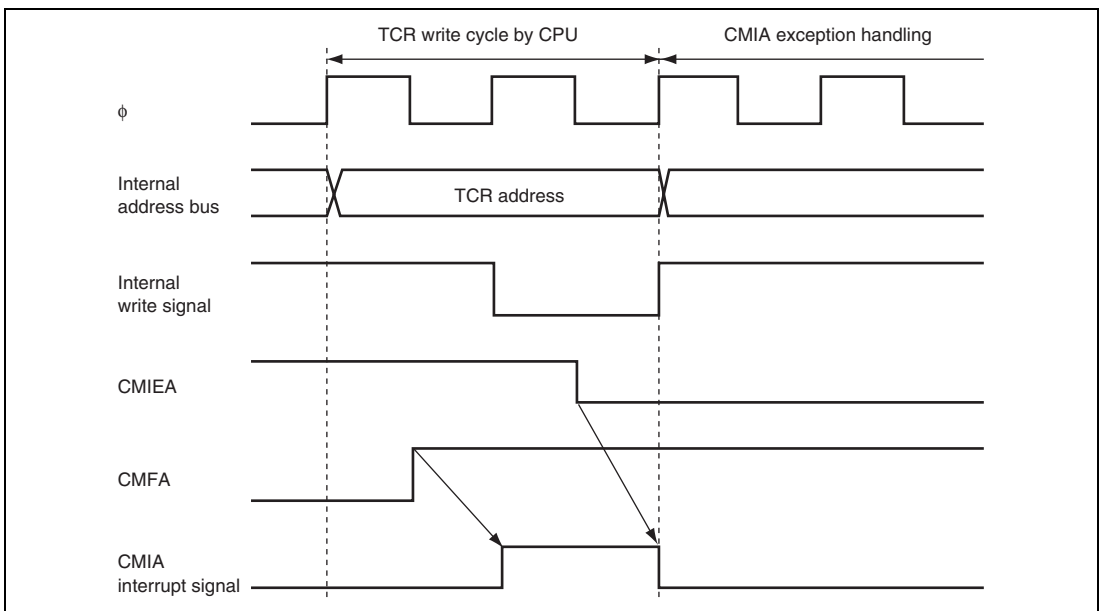 TCR write cycle by CPU
CMIA exception handling
ϕ
Internal
address bus
TCR address
Internal
write signal
CMIEA
CMFA
CMIA
interrupt signal